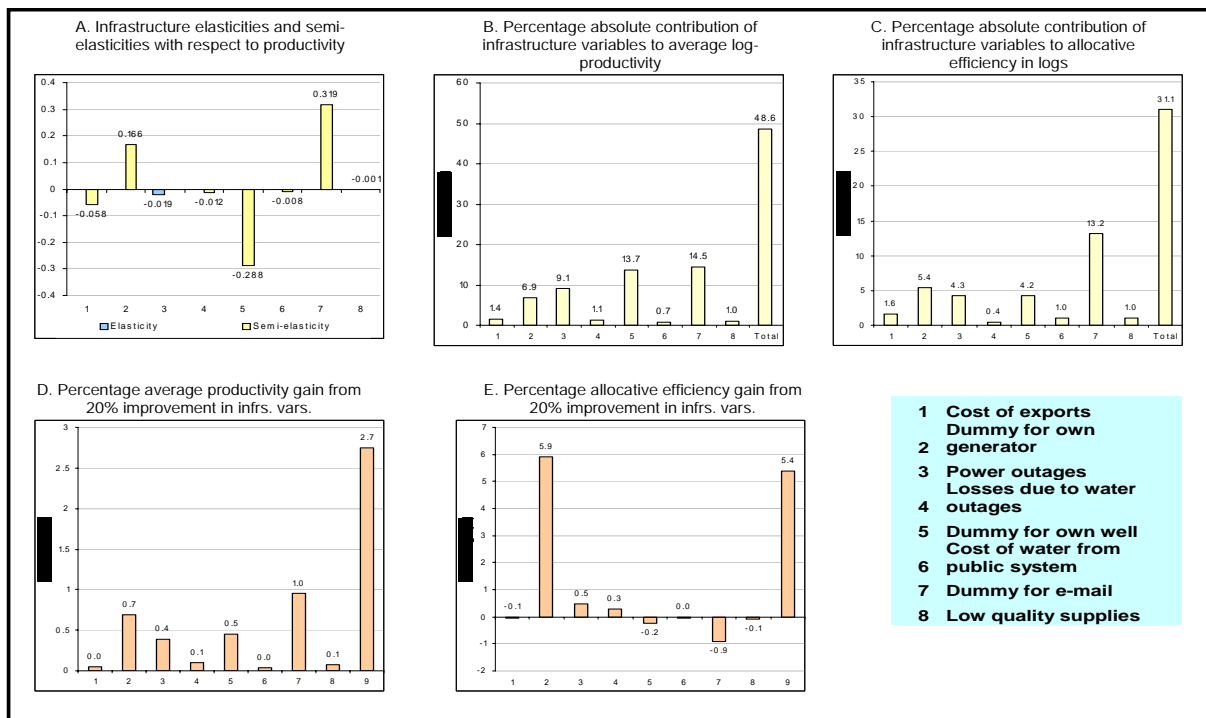 A. Infrastructure elasticities and semi-
elasticities with respect to productivity
0.4
0.3
0.2
0.1
0
-0.1
-0.2
-0.3
-0.4
-0.058
0.166
-0.019
-0.012
-0.288
-0.008
0.319
-0.001
1 2 3 4 5 6 7 8
Elasticity Semi-elasticity
B. Percentage absolute contribution of
infrastructure variables to average log-
productivity
60
50
40
30
20
10
0
1.4
6.9
9.1
1.1
13.7
0.7
14.5
1.0
48.6
1 2 3 4 5 6 7 8 Total
C. Percentage absolute contribution of
infrastructure variables to allocative
efficiency in logs
35
30
25
20
15
10
5
0
1.6
5.4
4.3
0.4
4.2
1.0
13.2
1.0
31.1
1 2 3 4 5 6 7 8 Total
D. Percentage average productivity gain from
20% improvement in infrs. vars.
3
2.5
2
1.5
1
0.5
0
0.0
0.7
0.4
0.1
0.5
0.0
1.0
0.1
2.7
1 2 3 4 5 6 7 8 9
E. Percentage allocative efficiency gain from
20% improvement in infrs. vars.
7
6
5
4
3
2
1
0
-1
-2
-0.1
5.9
0.5
0.3
-0.2
0.0
-0.9
-0.1
5.4
1 2 3 4 5 6 7 8 9
1 Cost of exports
Dummy for own
2 generator
3 Power outages
Losses due to water
4 outages
5 Dummy for own well
Cost of water from
6 public system
7 Dummy for e-mail
8 Low quality supplies